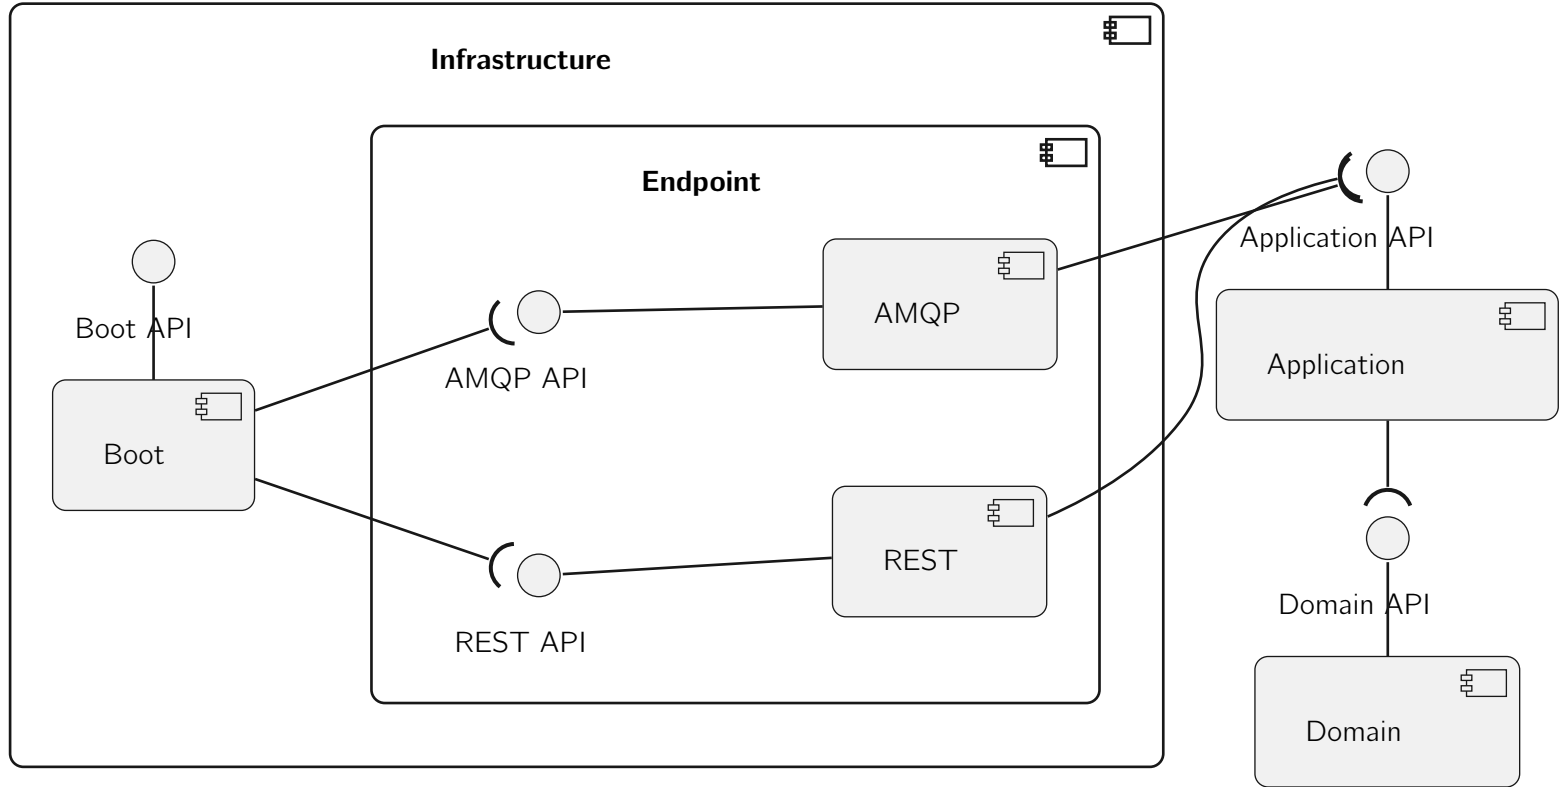 Infrastructure
Endpoint
Boot API
Boot
AMQP API
AMQP
REST API
REST
Application API
Application
Domain API
Domain